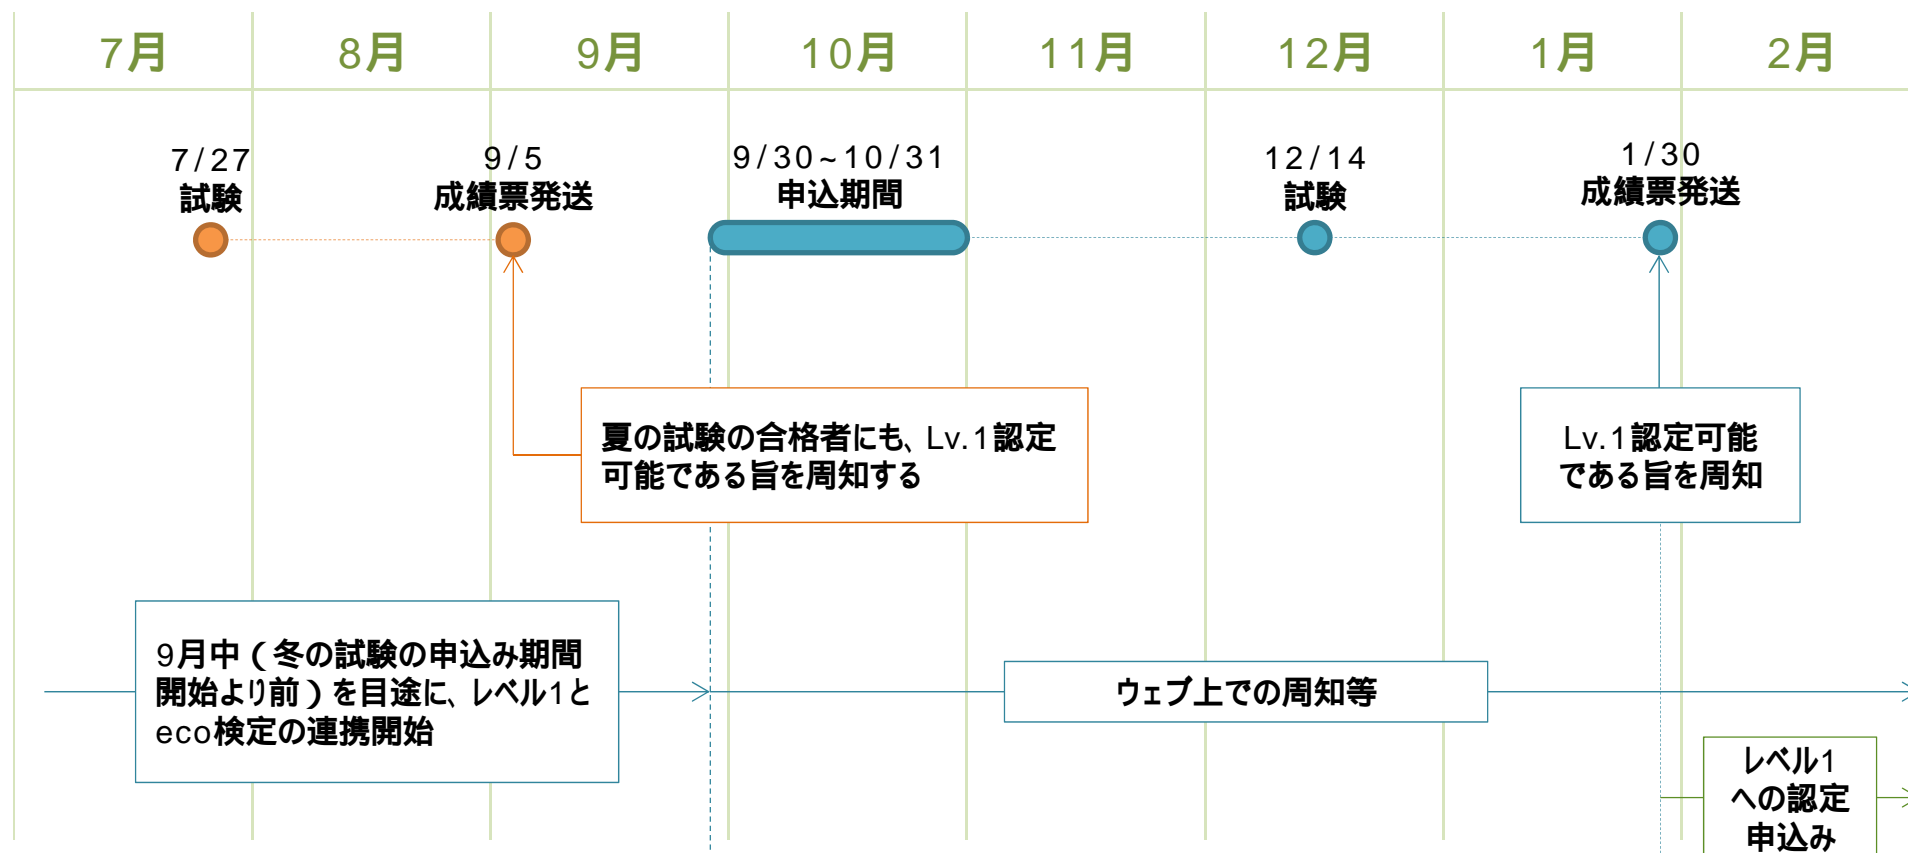 7月 8月 9月 10月 11月 12月 1月 2月
7/27
試験
9/5
成績票発送
9/30~10/31
申込期間
12/14
試験
1/30
成績票発送
夏の試験の合格者にも、Lv.1認定
可能である旨を周知する
Lv.1認定可能
である旨を周知
9月中（冬の試験の申込み期間
開始より前）を目途に、レベル1と
eco検定の連携開始
ウェブ上での周知等
レベル1
への認定
申込み